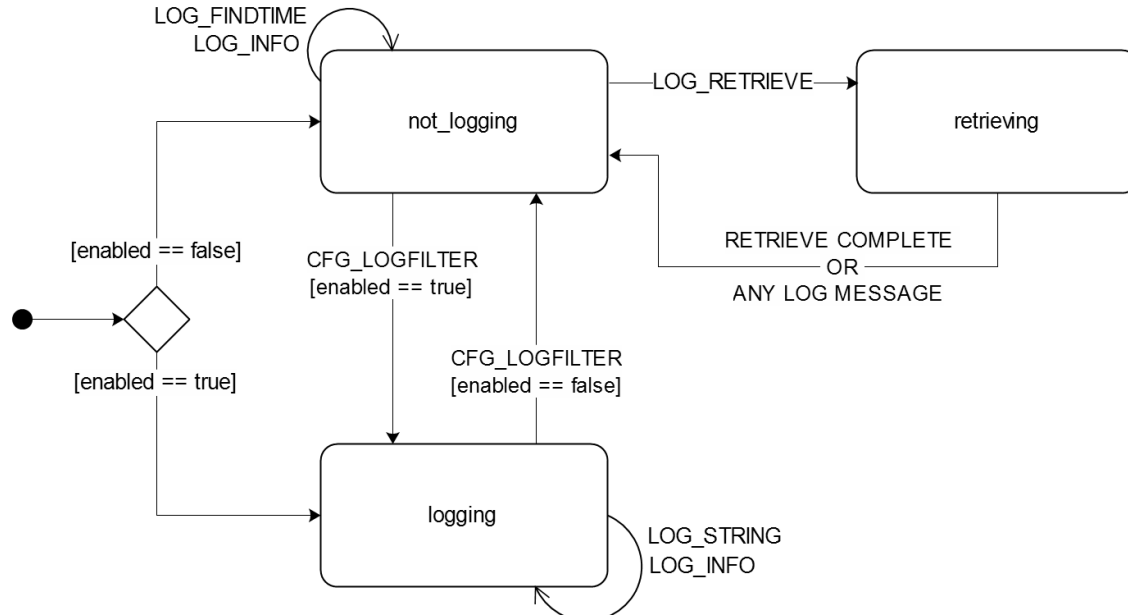 LOG_FINDTIME
LOG_INFO
not_logging
LOG_RETRIEVE
retrieving
[enabled == false]
CFG_LOGFILTER
[enabled == true]
RETRIEVE COMPLETE
OR
ANY LOG MESSAGE
[enabled == true]
CFG_LOGFILTER
[enabled == false]
logging
LOG_STRING
LOG_INFO